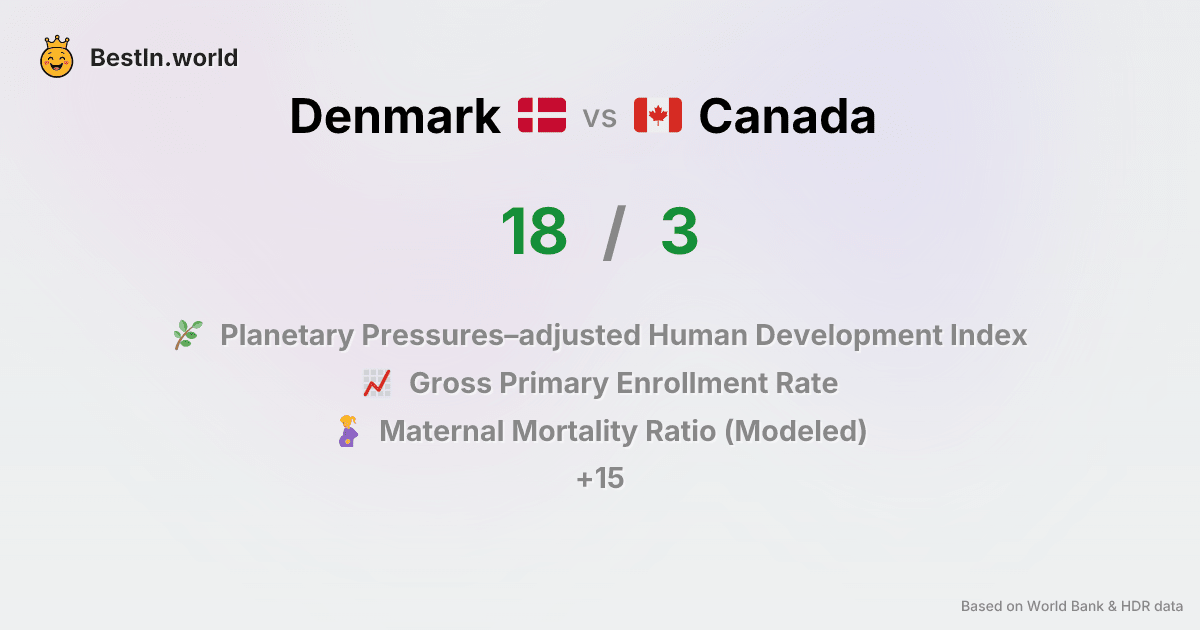 BestIn.world
Denmark vs Canada
18 / 3
Planetary Pressures–adjusted Human Development Index
Gross Primary Enrollment Rate
Maternal Mortality Ratio (Modeled)
+15
Based on World Bank & HDR data